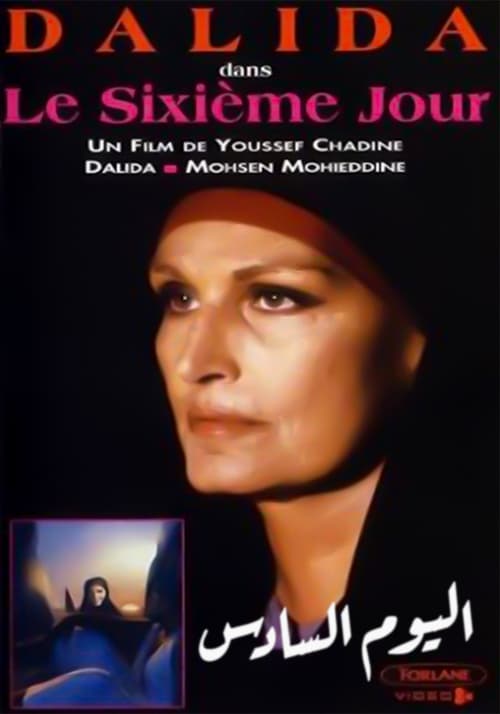 DALIDA
dans
Le Sixième Jour
UN FILM DE YOUSSEF CHADINE
DALIDA MOHSEN MOHIEDDINE
اليوم السادس
FORLANE
VIDEO